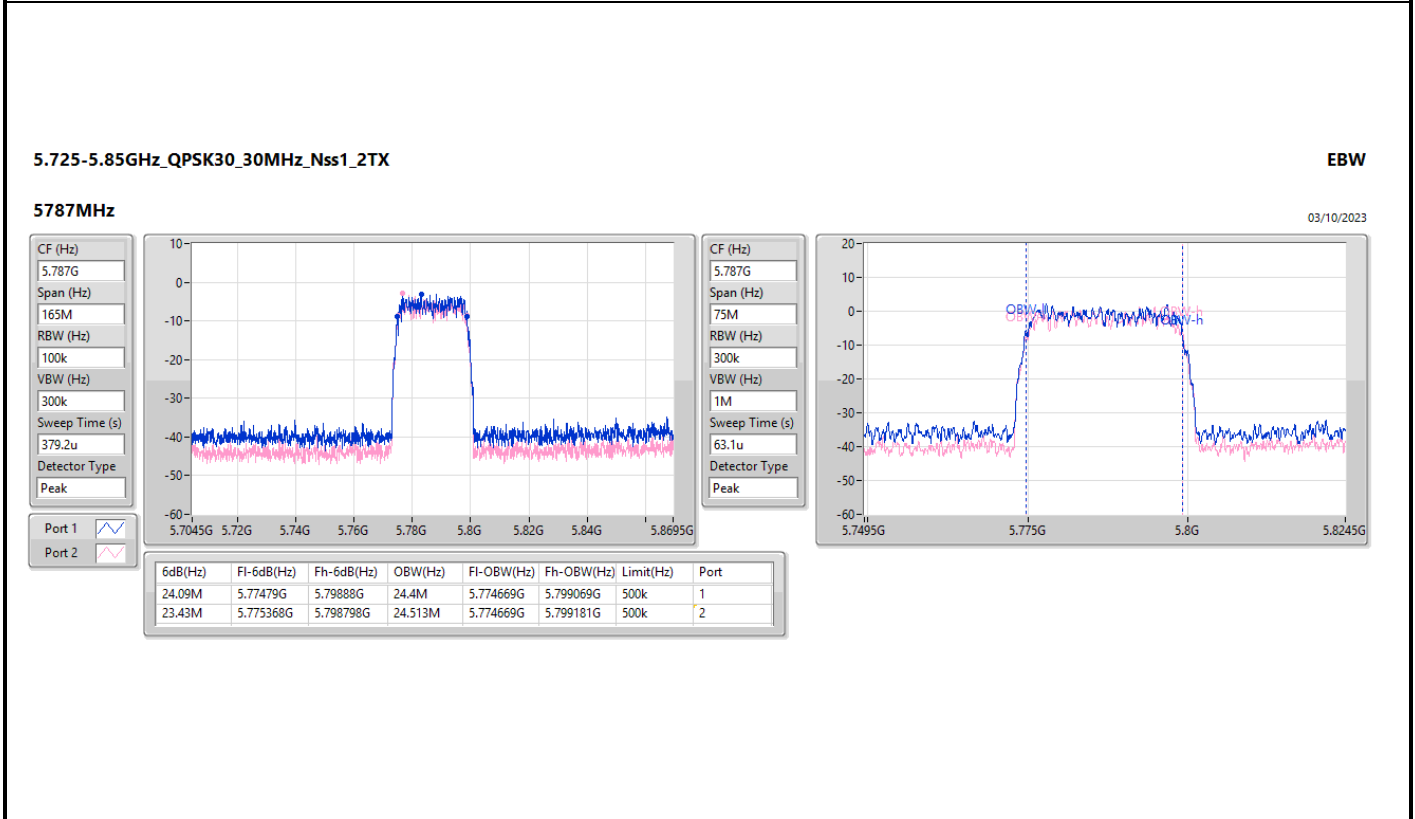 5.725-5.85GHz_QPSK30_30MHz_Nss1_2TX
EBW
5787MHz
03/10/2023
CF (Hz)
5.787G
Span (Hz)
165M
RBW (Hz)
100k
VBW (Hz)
300k
Sweep Time (s)
379.2u
Detector Type
Peak
Port 1
Port 2
10
0
-10
-20
-30
-40
-50
-60
5.7045G 5.72G 5.74G 5.76G 5.78G 5.8G 5.82G 5.84G 5.8695G
CF (Hz)
5.787G
Span (Hz)
75M
RBW (Hz)
300k
VBW (Hz)
1M
Sweep Time (s)
63.1u
Detector Type
Peak
20
10
0
-10
-20
-30
-40
-50
-60
OBW-h
OBW-h
5.7495G 5.775G 5.8G 5.8245G
6dB(Hz) Fl-6dB(Hz) Fh-6dB(Hz) OBW(Hz) Fl-OBW(Hz) Fh-OBW(Hz) Limit(Hz) Port
24.09M 5.77479G 5.79888G 24.4M 5.774669G 5.799069G 500k 1
23.43M 5.775368G 5.798798G 24.513M 5.774669G 5.799181G 500k 2